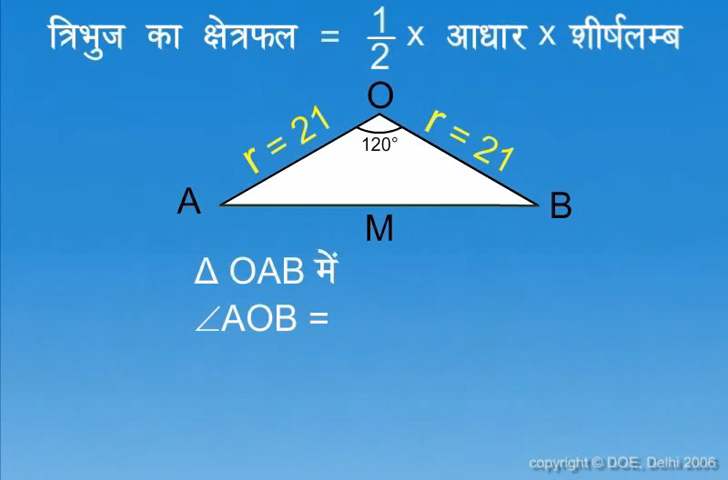 त्रिभुज का क्षेत्रफल = 1/2 x आधार x शीर्षलम्ब
O
r = 21
r = 21
120°
A
B
M
Δ OAB में
∠AOB =
copyright © DOE, Delhi 2006